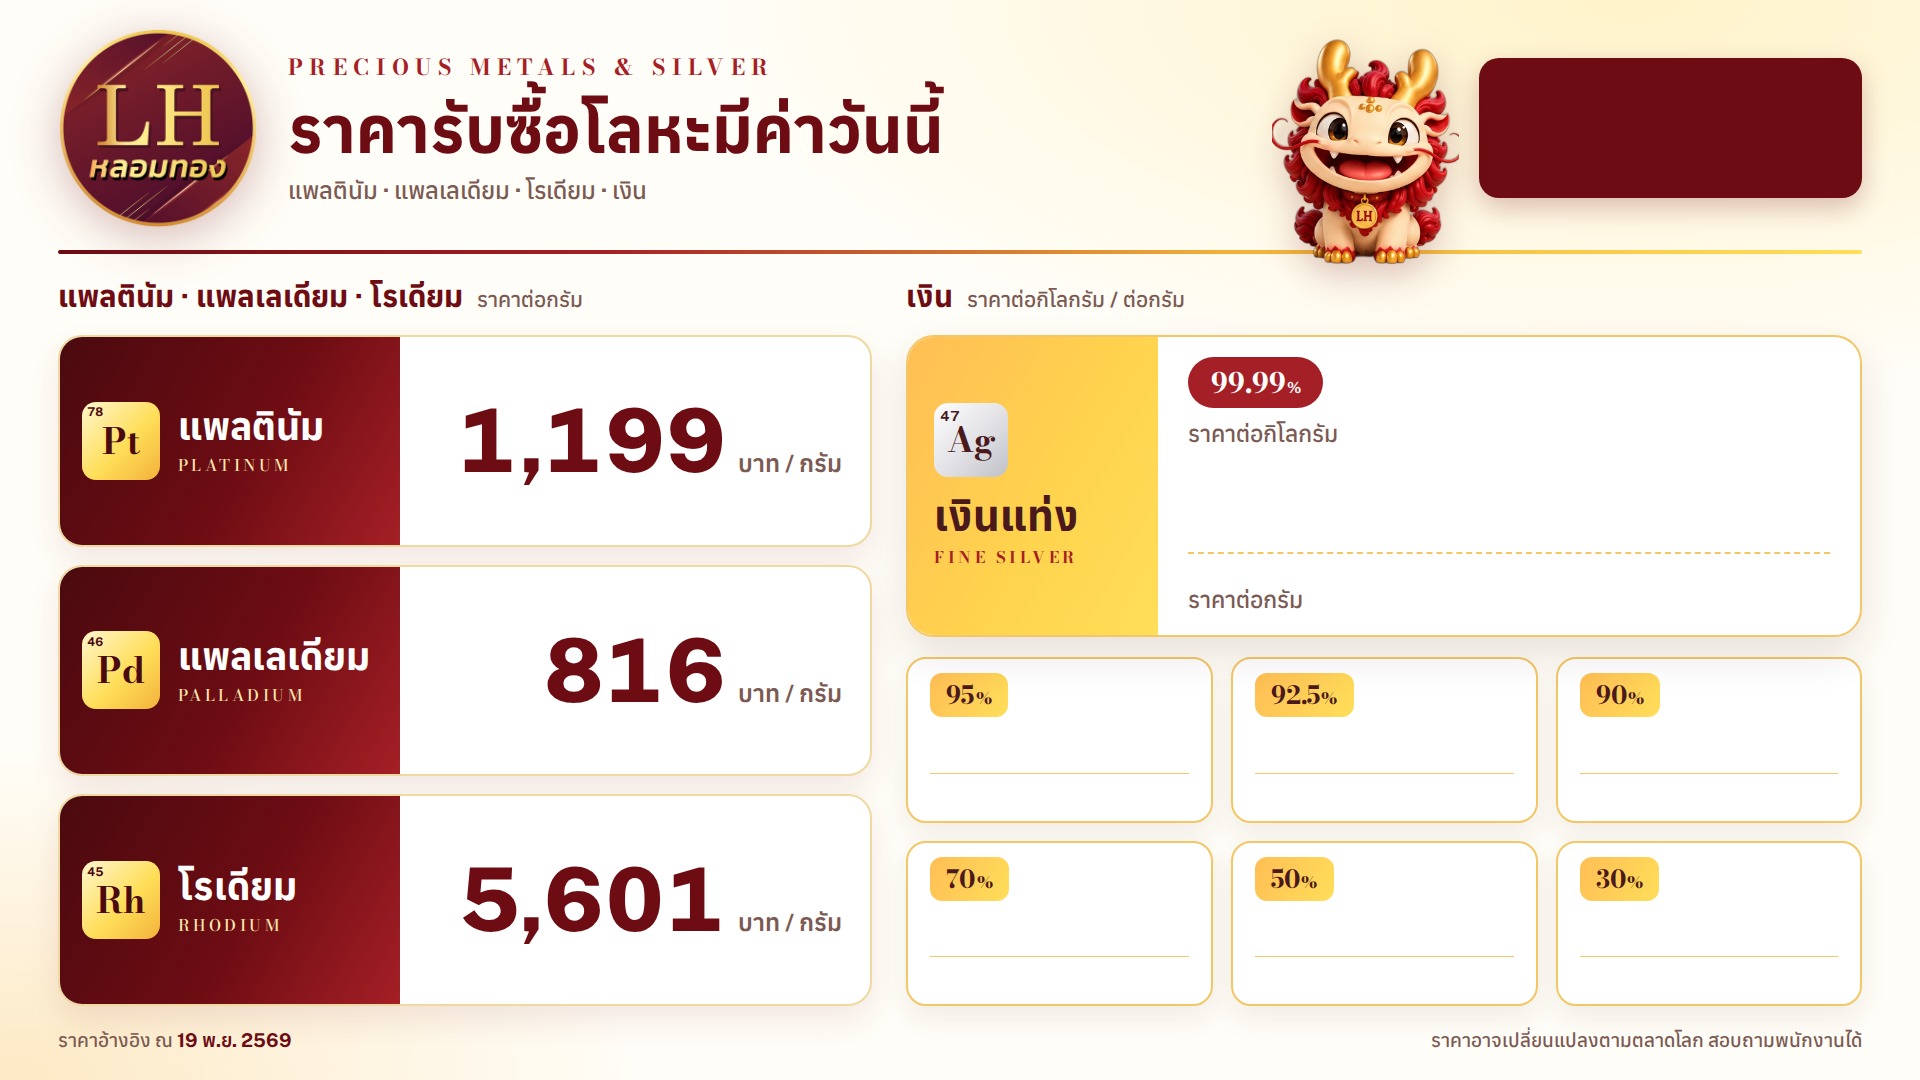 LH
หลอมทอง
PRECIOUS METALS & SILVER
ราคารับซื้อโลหะมีค่าวันนี้
แพลตินัม · แพลเลเดียม · โรเดียม · เงิน
LH
แพลตินัม · แพลเลเดียม · โรเดียม ราคาต่อกรัม
78
Pt
แพลตินัม
PLATINUM
1,199 บาท / กรัม
46
Pd
แพลเลเดียม
PALLADIUM
816 บาท / กรัม
45
Rh
โรเดียม
RHODIUM
5,601 บาท / กรัม
เงิน ราคาต่อกิโลกรัม / ต่อกรัม
47
Ag
เงินแท่ง
FINE SILVER
99.99%
ราคาต่อกิโลกรัม
ราคาต่อกรัม
95%
92.5%
90%
70%
50%
30%
ราคาอ้างอิง ณ 19 พ.ย. 2569
ราคาอาจเปลี่ยนแปลงตามตลาดโลก สอบถามพนักงานได้